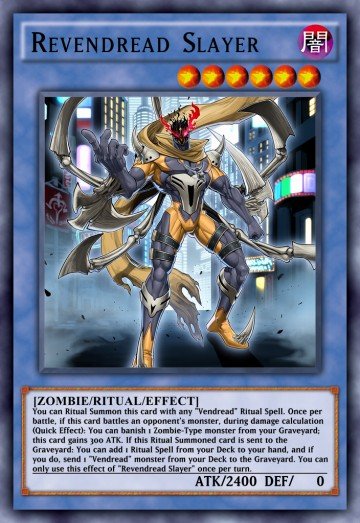 REVENDREAD SLAYER
闇
[ZOMBIE/RITUAL/EFFECT]
You can Ritual Summon this card with any "Vendread" Ritual Spell. Once per
battle, if this card battles an opponent's monster, during damage calculation
(Quick Effect): You can banish 1 Zombie-Type monster from your Graveyard;
this card gains 300 ATK. If this Ritual Summoned card is sent to the
Graveyard: You can add 1 Ritual Spell from your Deck to your hand, and if
you do, send 1 "Vendread" monster from your Deck to the Graveyard. You can
only use this effect of "Revendread Slayer" once per turn.
ATK/2400 DEF/ 0